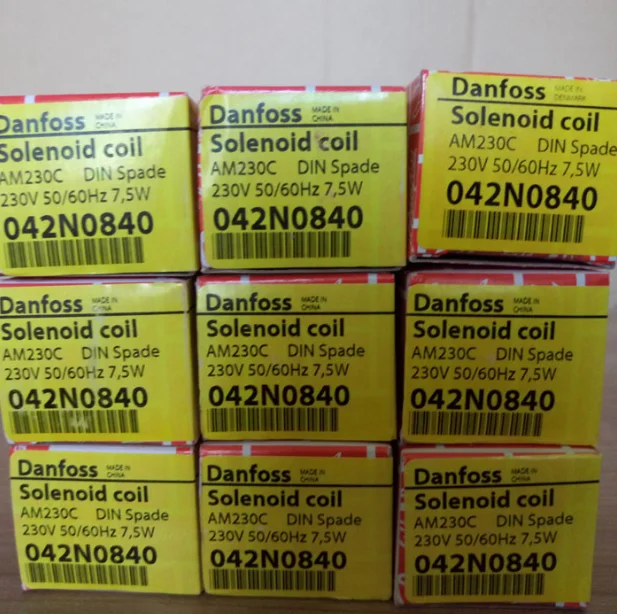 Danfoss MADE IN CHINA
Solenoid coil
AM230C DIN Spade
230V 50/60Hz 7,5W
042N0840
Danfoss MADE IN CHINA
Solenoid coil
AM230C DIN Spade
230V 50/60Hz 7,5W
042N0840
Danfoss MADE IN DENMARK
Solenoid coil
AM230C DIN Spade
230V 50/60Hz 7,5W
042N0840
Danfoss MADE IN CHINA
Solenoid coil
AM230C DIN Spade
230V 50/60Hz 7,5W
042N0840
Danfoss MADE IN CHINA
Solenoid coil
AM230C DIN Spade
230V 50/60Hz 7,5W
042N0840
Danfoss MADE IN CHINA
Solenoid coil
AM230C DIN Spade
230V 50/60Hz 7,5W
042N0840
Danfoss MADE IN CHINA
Solenoid coil
AM230C DIN Spade
230V 50/60Hz 7,5W
042N0840
Danfoss MADE IN CHINA
Solenoid coil
AM230C DIN Spade
230V 50/60Hz 7,5W
042N0840
Danfoss MADE IN CHINA
Solenoid coil
AM230C DIN Spade
230V 50/60Hz 7,5W
042N0840